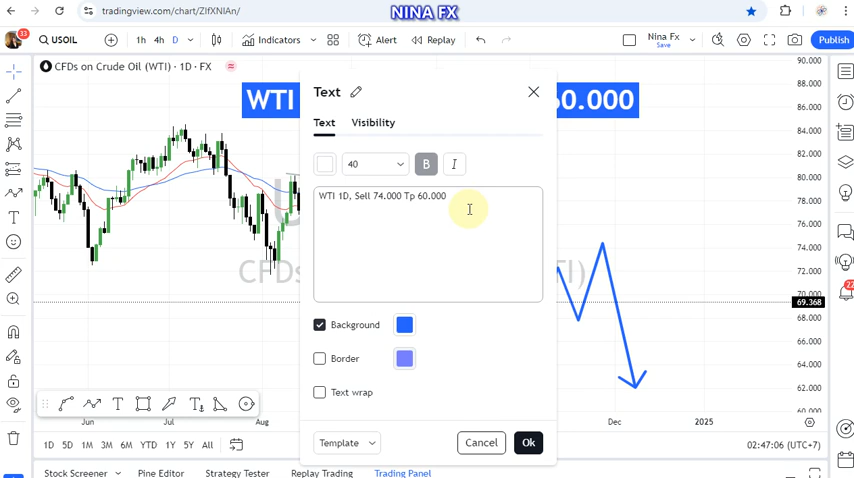 NINA FX
tradingview.com/chart/ZIfXNIAn/
33
USOIL
1h 4h D
Indicators
Alert
Replay
Nina Fx
Save
Publish
CFDs on Crude Oil (WTI) · 1D · FX
WTI
60.000
90.000
88.000
86.000
84.000
82.000
80.000
78.000
76.000
74.000
72.000
70.000
69.368
68.000
66.000
64.000
62.000
60.000
Text
Text Visibility
40
B
I
WTI 1D, Sell 74.000 Tp 60.000
Background
Border
Text wrap
Template
Cancel
Ok
Jun Jul Aug Dec 2025
1D 5D 1M 3M 6M YTD 1Y 5Y All
02:47:06 (UTC+7)
Stock Screener Pine Editor Strategy Tester Replay Trading Trading Panel